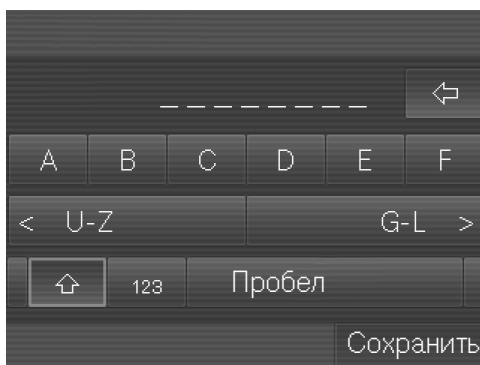 _ _ _ _ _ _ _ _ _
A B C D E F
< U-Z G-L >
123 Пробел
Сохранить